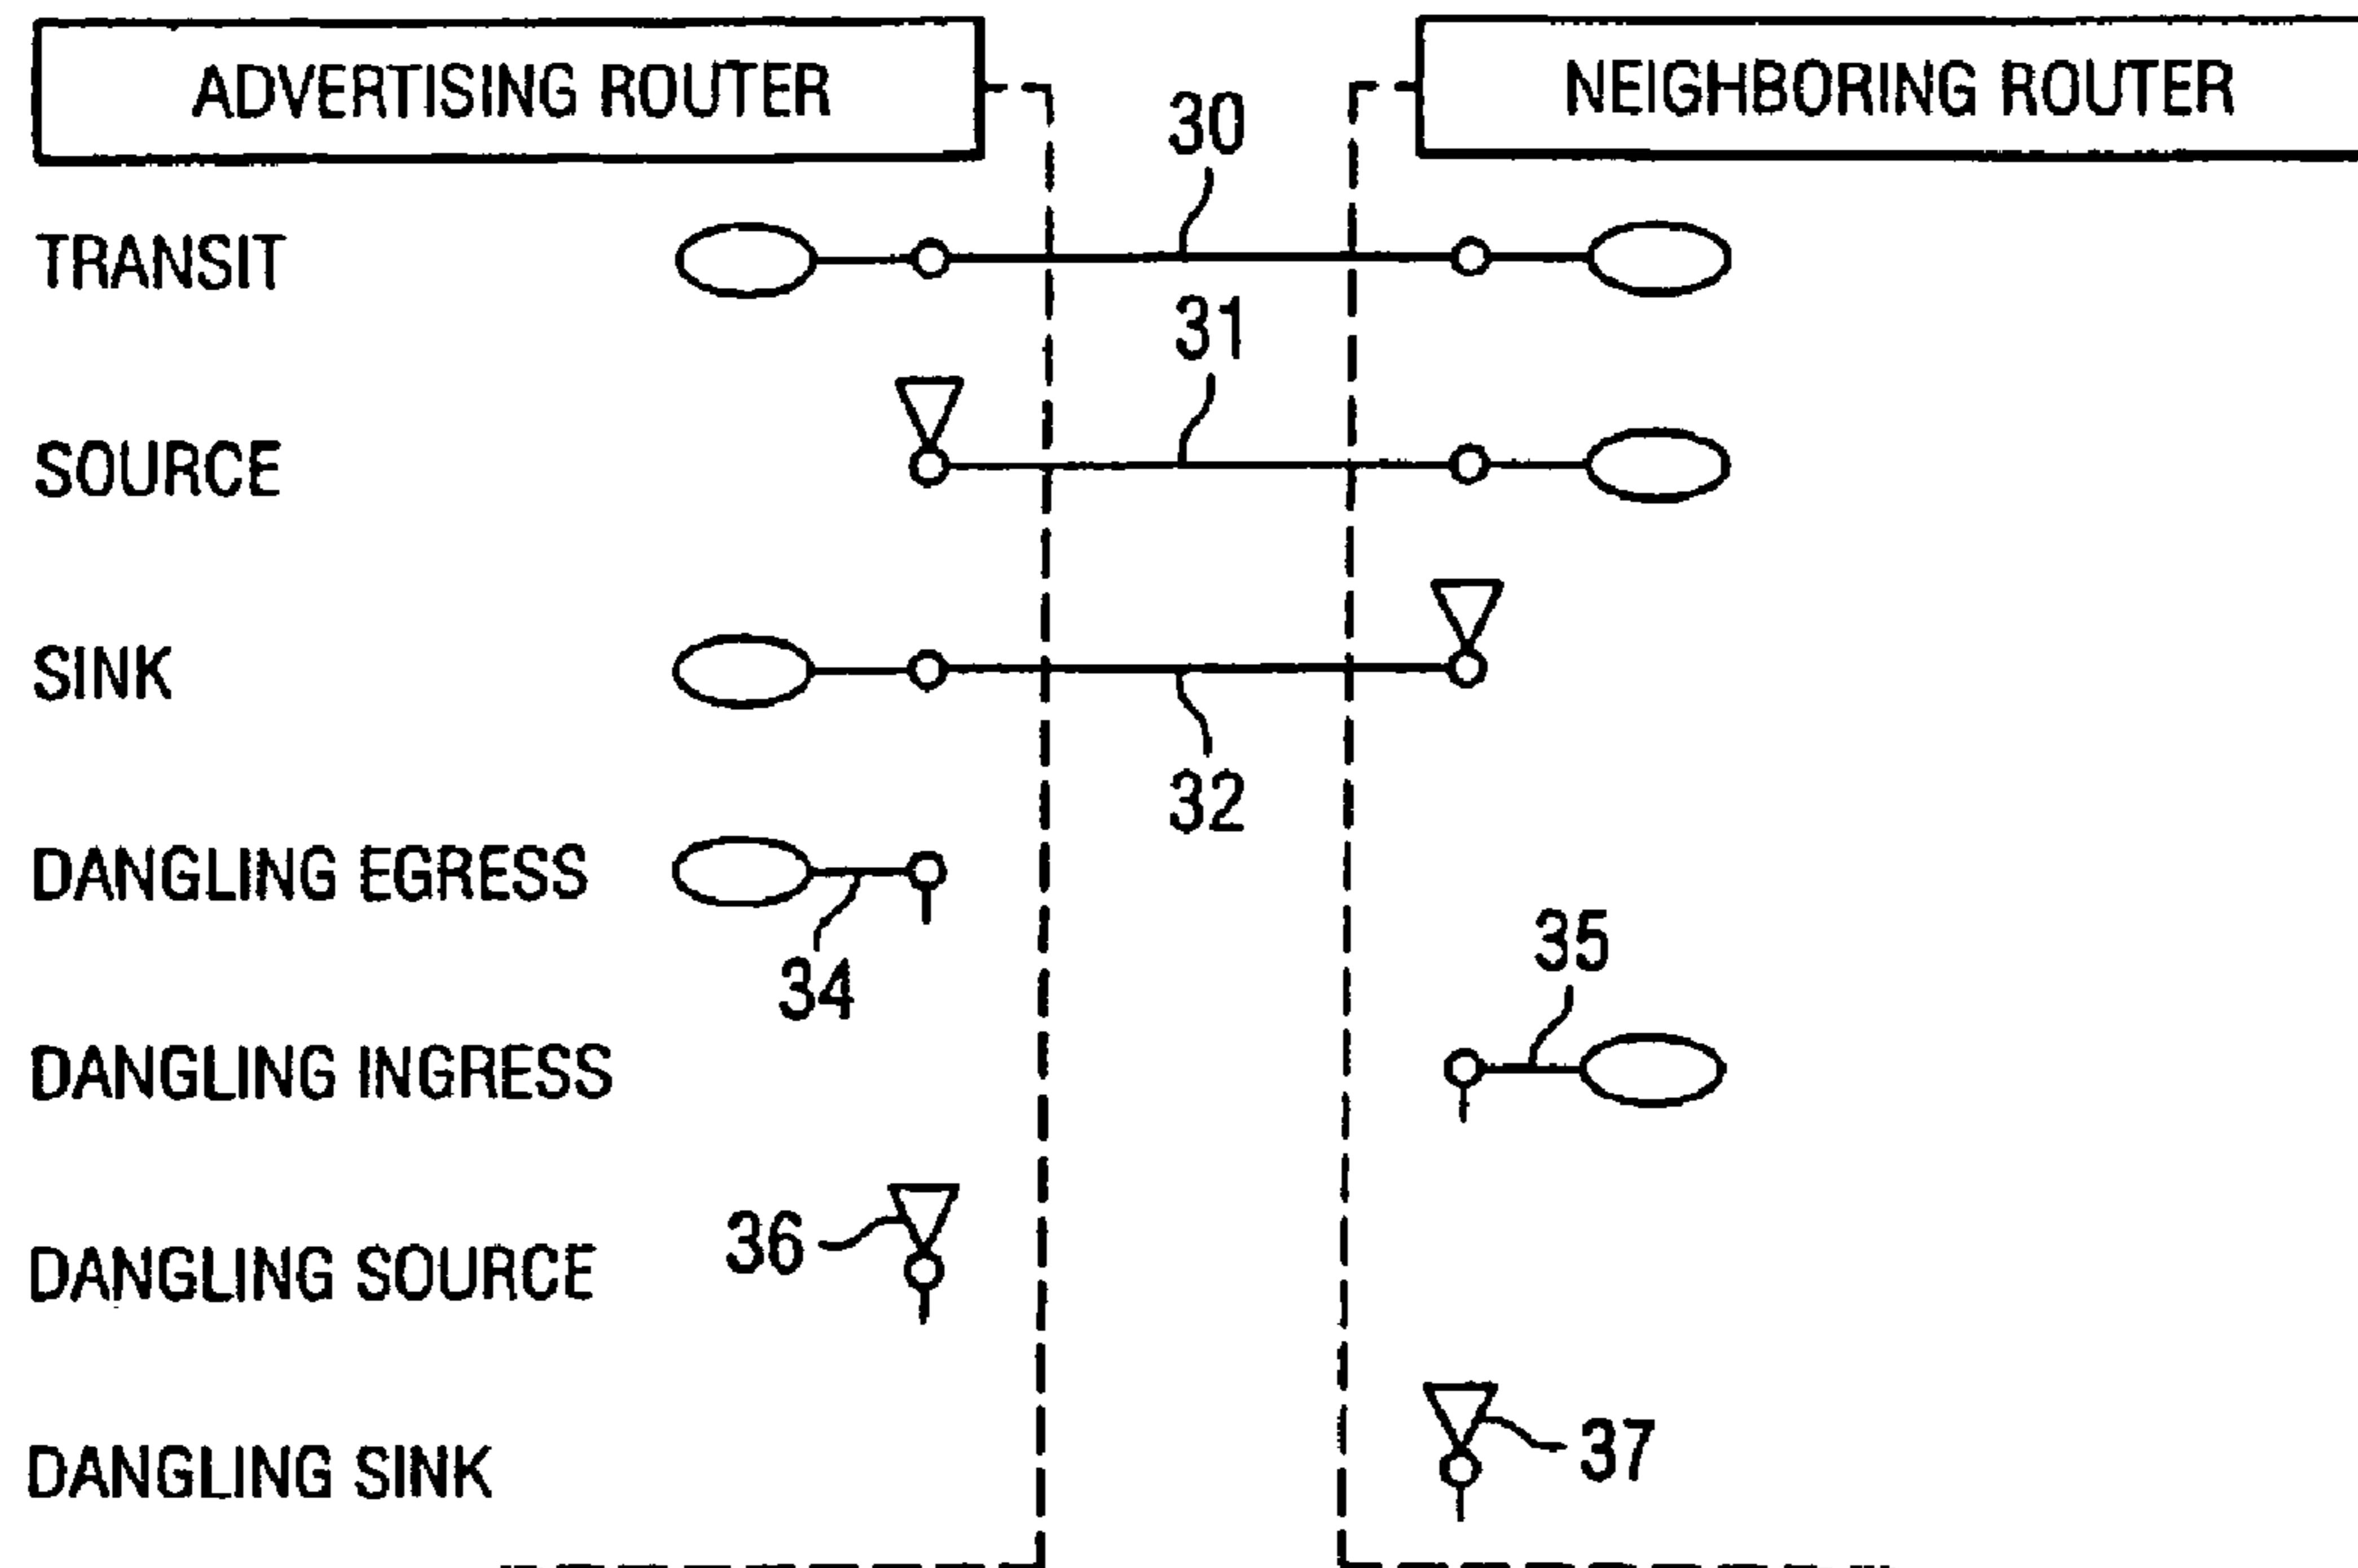 ADVERTISING ROUTER
NEIGHBORING ROUTER
30
TRANSIT
31
SOURCE
SINK
32
DANGLING EGRESS
34
35
DANGLING INGRESS
36
DANGLING SOURCE
37
DANGLING SINK